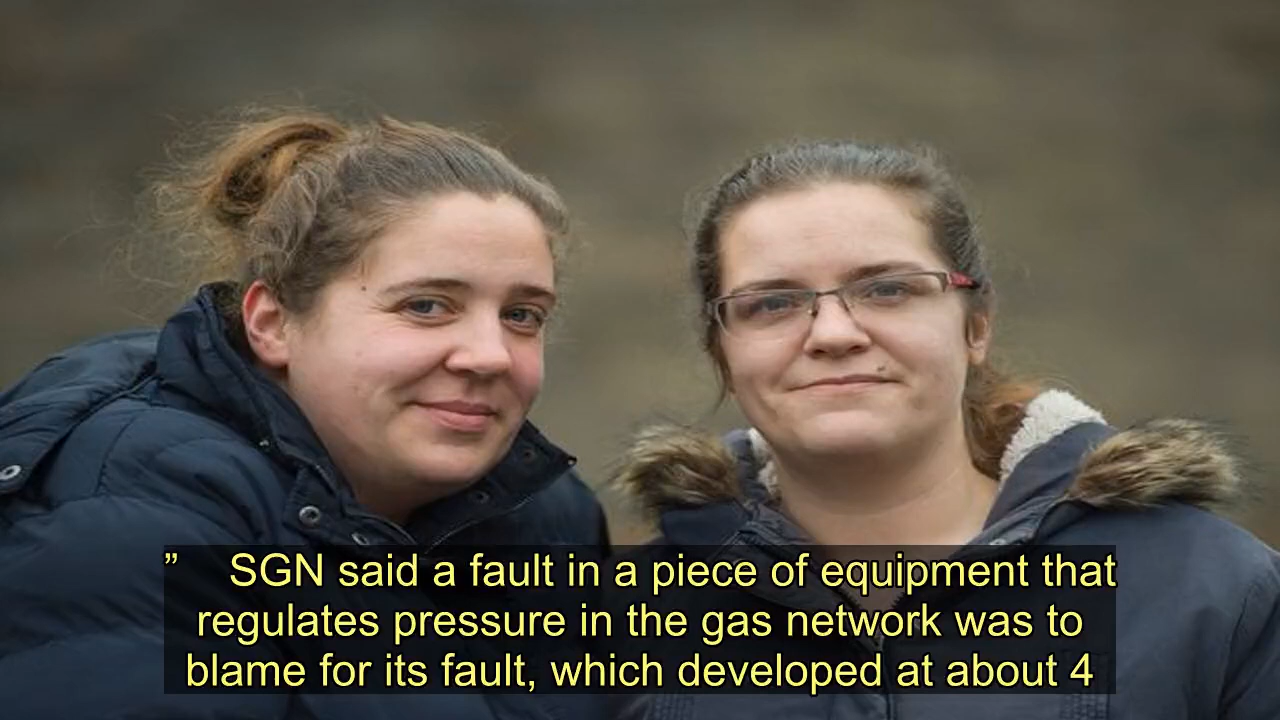 ” SGN said a fault in a piece of equipment that
regulates pressure in the gas network was to
blame for its fault, which developed at about 4